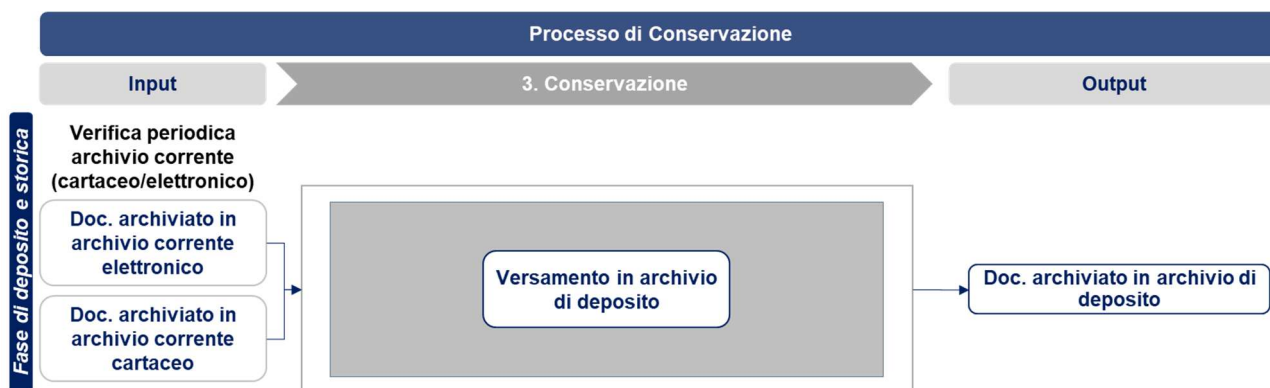 Processo di Conservazione
Input
3. Conservazione
Output
Fase di deposito e storica
Verifica periodica
archivio corrente
(cartaceo/elettronico)
Doc. archiviato in
archivio corrente
elettronico
Doc. archiviato in
archivio corrente
cartaceo
Versamento in archivio
di deposito
Doc. archiviato in archivio di
deposito